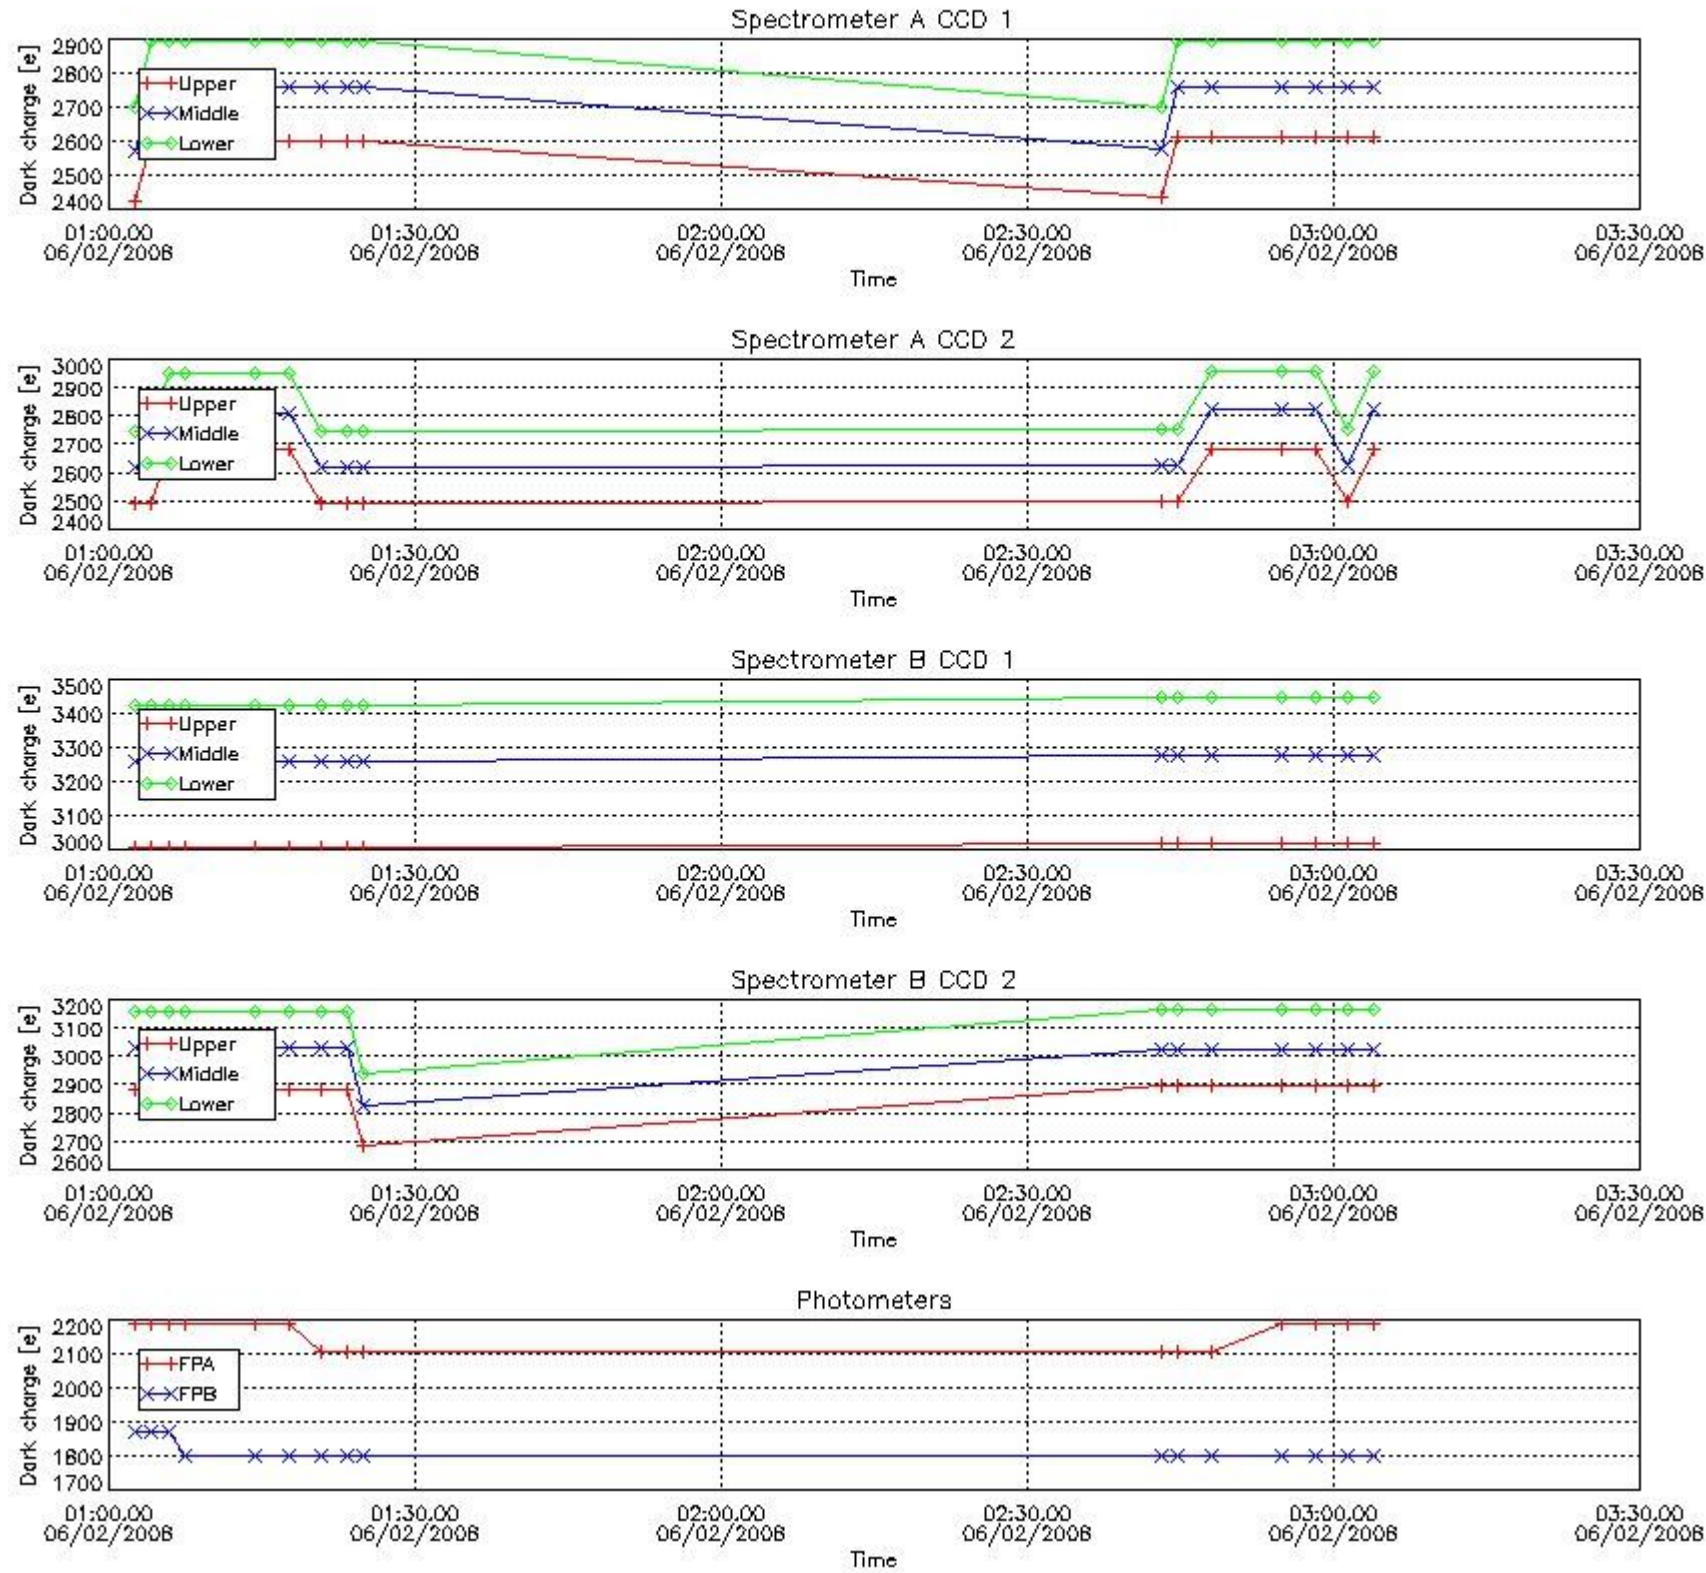 Spectrometer A CCD 1
Dark charge [e]
2900
2800
2700
2600
2500
2400
Upper
Middle
Lower
01:00.00 01:30.00 02:00.00 02:30.00 03:00.00 03:30.00
06/02/2008 06/02/2008 06/02/2008 06/02/2008 06/02/2008 06/02/2008
Time
Spectrometer A CCD 2
Dark charge [e]
3000
2900
2800
2700
2600
2500
2400
Upper
Middle
Lower
01:00.00 01:30.00 02:00.00 02:30.00 03:00.00 03:30.00
06/02/2008 06/02/2008 06/02/2008 06/02/2008 06/02/2008 06/02/2008
Time
Spectrometer B CCD 1
Dark charge [e]
3500
3400
3300
3200
3100
3000
Upper
Middle
Lower
01:00.00 01:30.00 02:00.00 02:30.00 03:00.00 03:30.00
06/02/2008 06/02/2008 06/02/2008 06/02/2008 06/02/2008 06/02/2008
Time
Spectrometer B CCD 2
Dark charge [e]
3200
3100
3000
2900
2800
2700
2600
Upper
Middle
Lower
01:00.00 01:30.00 02:00.00 02:30.00 03:00.00 03:30.00
06/02/2008 06/02/2008 06/02/2008 06/02/2008 06/02/2008 06/02/2008
Time
Photometers
Dark charge [e]
2200
2100
2000
1900
1800
1700
FPA
FPB
01:00.00 01:30.00 02:00.00 02:30.00 03:00.00 03:30.00
06/02/2008 06/02/2008 06/02/2008 06/02/2008 06/02/2008 06/02/2008
Time